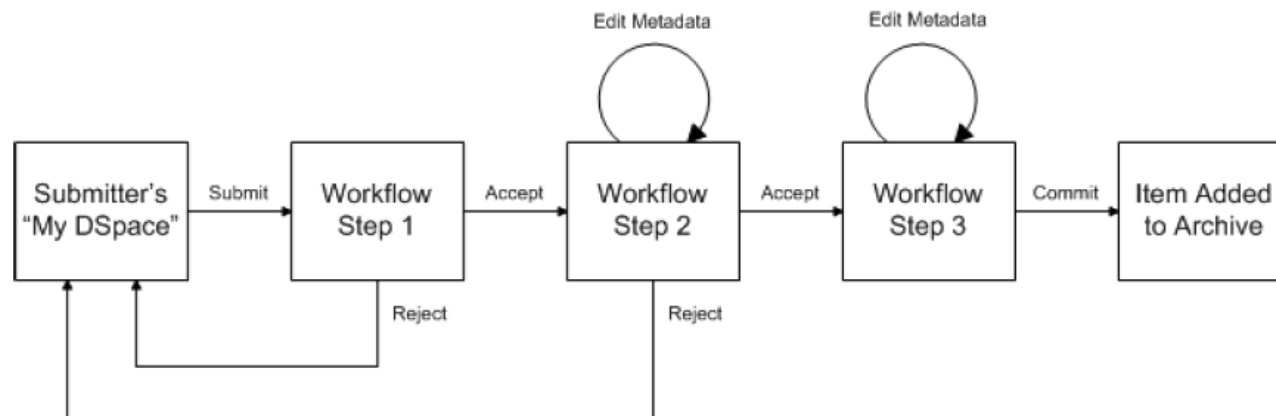 Edit Metadata
Edit Metadata
Submitter's
“My DSpace”
Submit
Workflow
Step 1
Accept
Workflow
Step 2
Accept
Workflow
Step 3
Commit
Item Added
to Archive
Reject
Reject